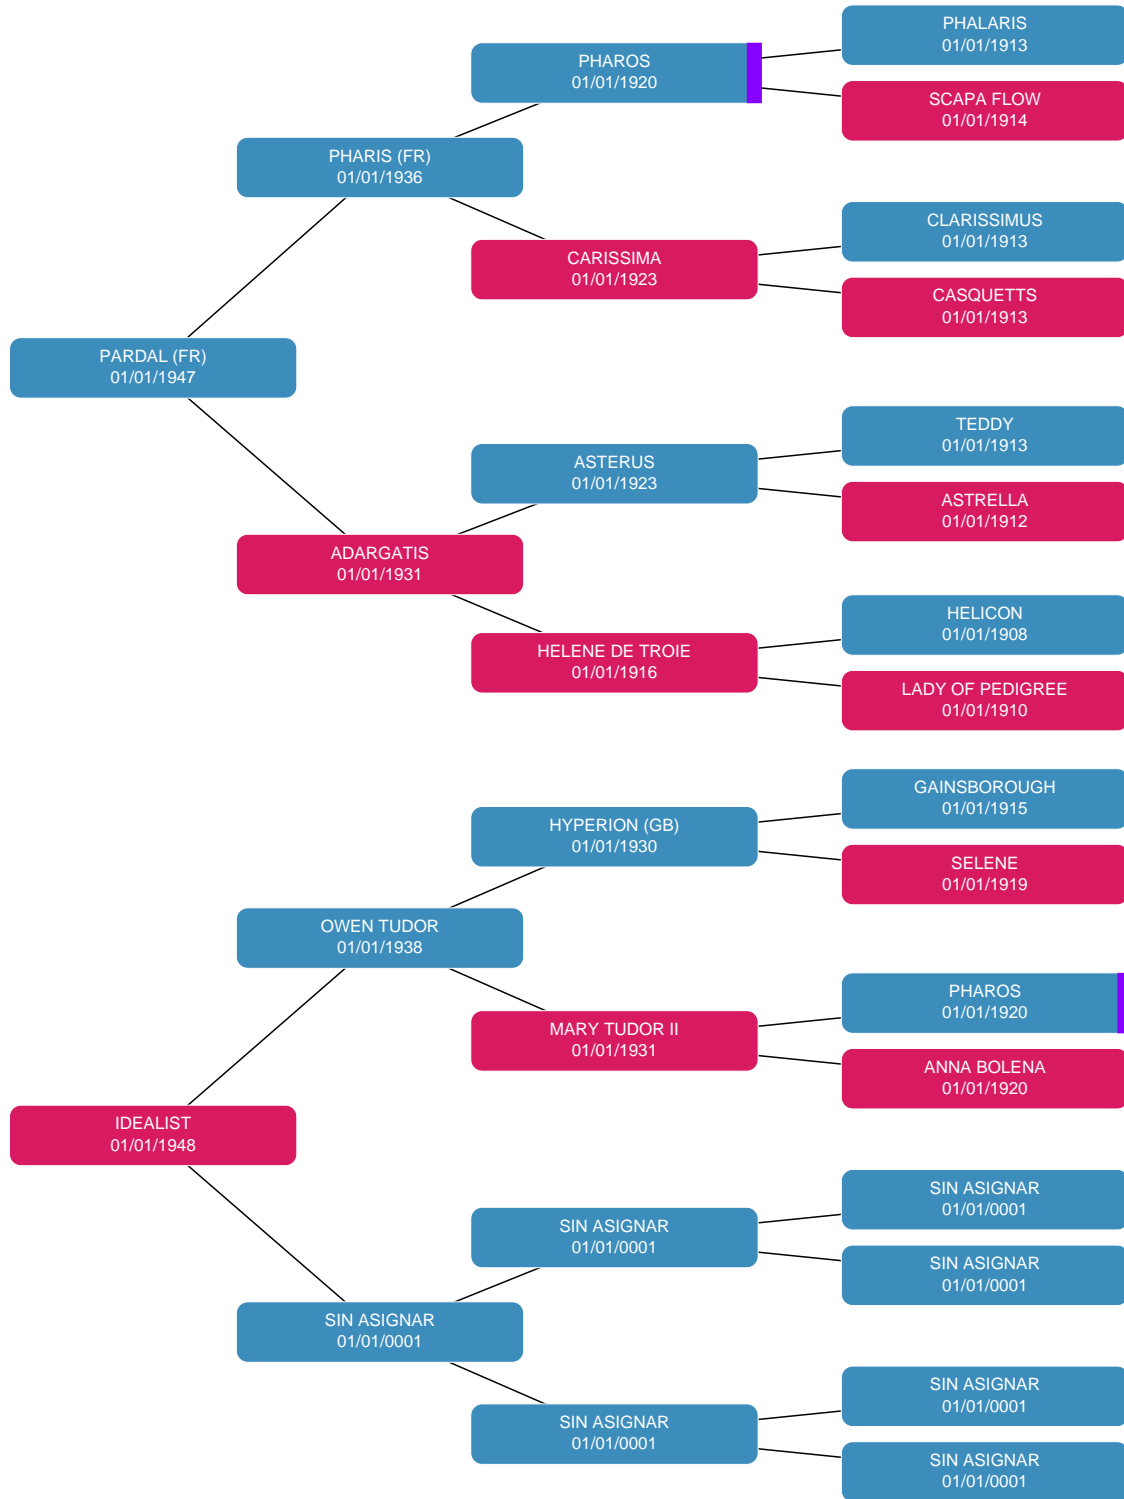 PHALARIS
01/01/1913
PHAROS
01/01/1920
SCAPA FLOW
01/01/1914
PHARIS (FR)
01/01/1936
CLARISSIMUS
01/01/1913
CARISSIMA
01/01/1923
CASQUETTS
01/01/1913
PARDAL (FR)
01/01/1947
TEDDY
01/01/1913
ASTERUS
01/01/1923
ASTRELLA
01/01/1912
ADARGATIS
01/01/1931
HELICON
01/01/1908
HELENE DE TROIE
01/01/1916
LADY OF PEDIGREE
01/01/1910
GAINSBOROUGH
01/01/1915
HYPERION (GB)
01/01/1930
SELENE
01/01/1919
OWEN TUDOR
01/01/1938
PHAROS
01/01/1920
MARY TUDOR II
01/01/1931
ANNA BOLENA
01/01/1920
IDEALIST
01/01/1948
SIN ASIGNAR
01/01/0001
SIN ASIGNAR
01/01/0001
SIN ASIGNAR
01/01/0001
SIN ASIGNAR
01/01/0001
SIN ASIGNAR
01/01/0001
SIN ASIGNAR
01/01/0001
SIN ASIGNAR
01/01/0001